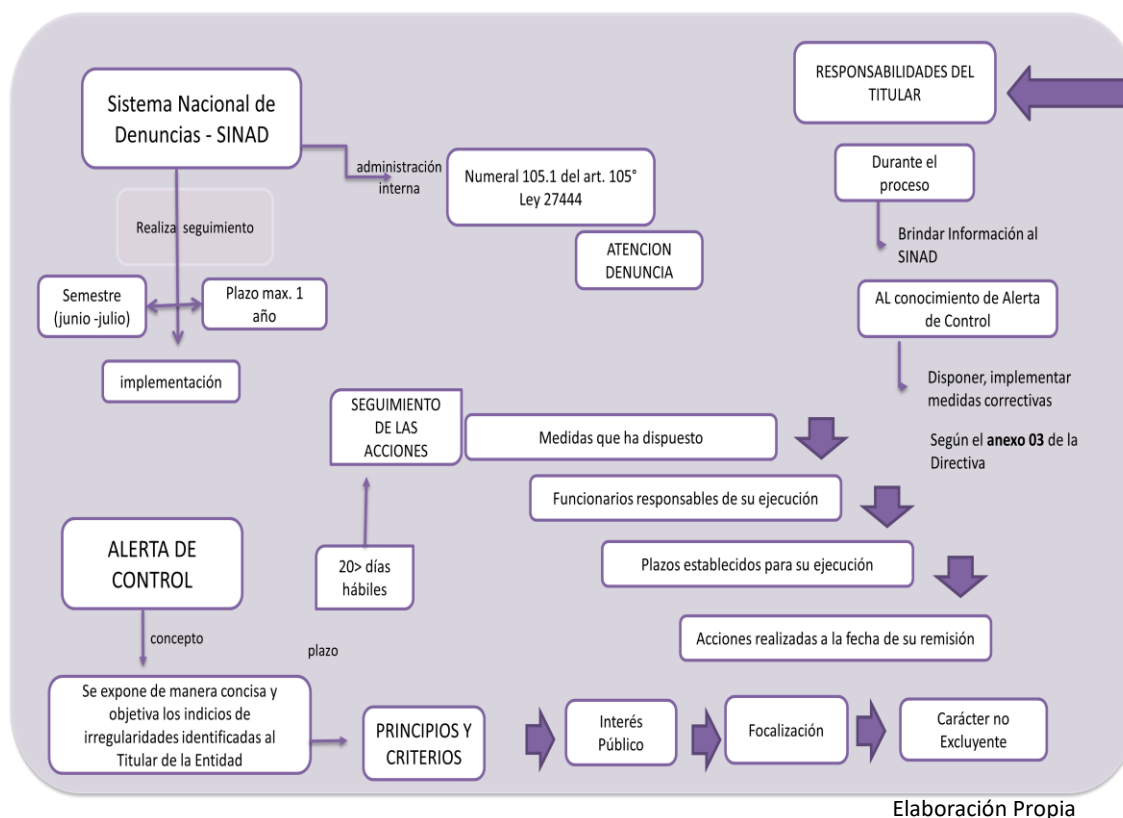 Sistema Nacional de
Denuncias - SINAD
administración
interna
Numeral 105.1 del art. 105°
Ley 27444
ATENCION
DENUNCIA
RESPONSABILIDADES DEL
TITULAR
Durante el
proceso
Brindar Información al
SINAD
AL conocimiento de Alerta
de Control
Disponer, implementar
medidas correctivas
Según el anexo 03 de la
Directiva
Realiza seguimiento
Semestre
(junio -julio)
Plazo max. 1
año
implementación
SEGUIMIENTO
DE LAS
ACCIONES
Medidas que ha dispuesto
Funcionarios responsables de su ejecución
Plazos establecidos para su ejecución
Acciones realizadas a la fecha de su remisión
20> días
hábiles
plazo
ALERTA DE
CONTROL
concepto
Se expone de manera concisa y
objetiva los indicios de
irregularidades identificadas al
Titular de la Entidad
PRINCIPIOS Y
CRITERIOS
Interés
Público
Focalización
Carácter no
Excluyente
Elaboración Propia